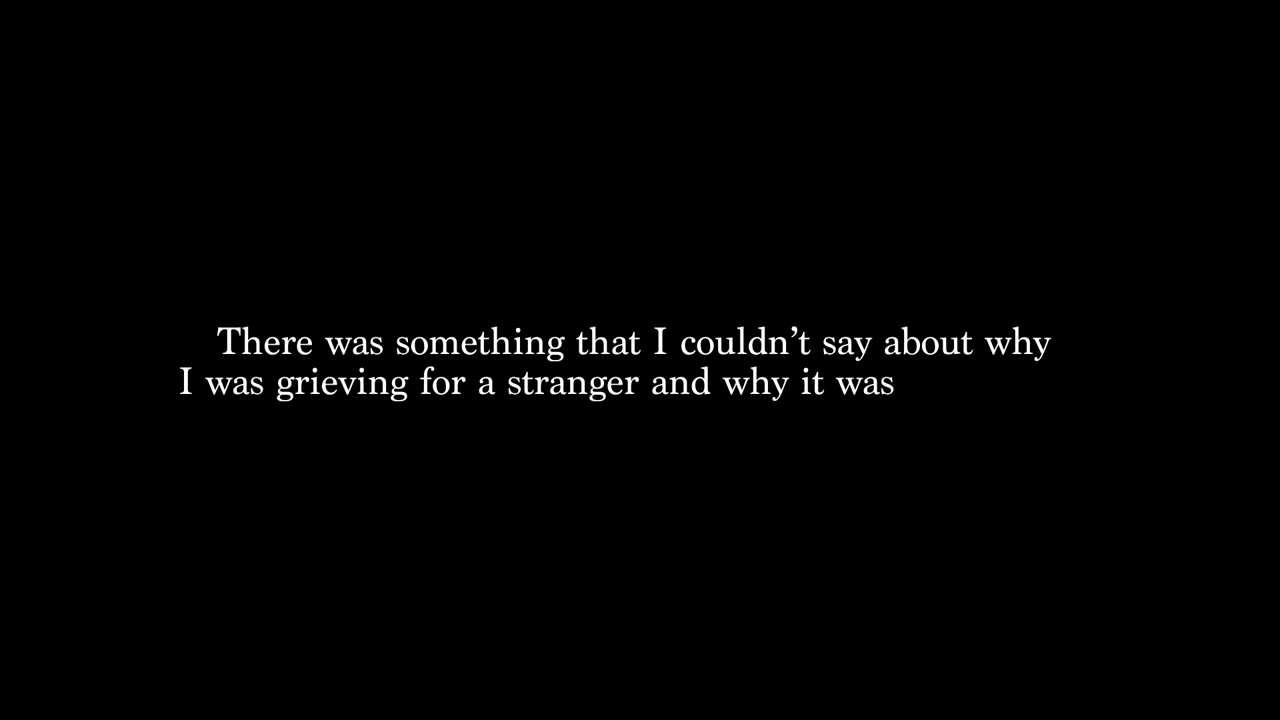 There was something that I couldn’t say about why
I was grieving for a stranger and why it was